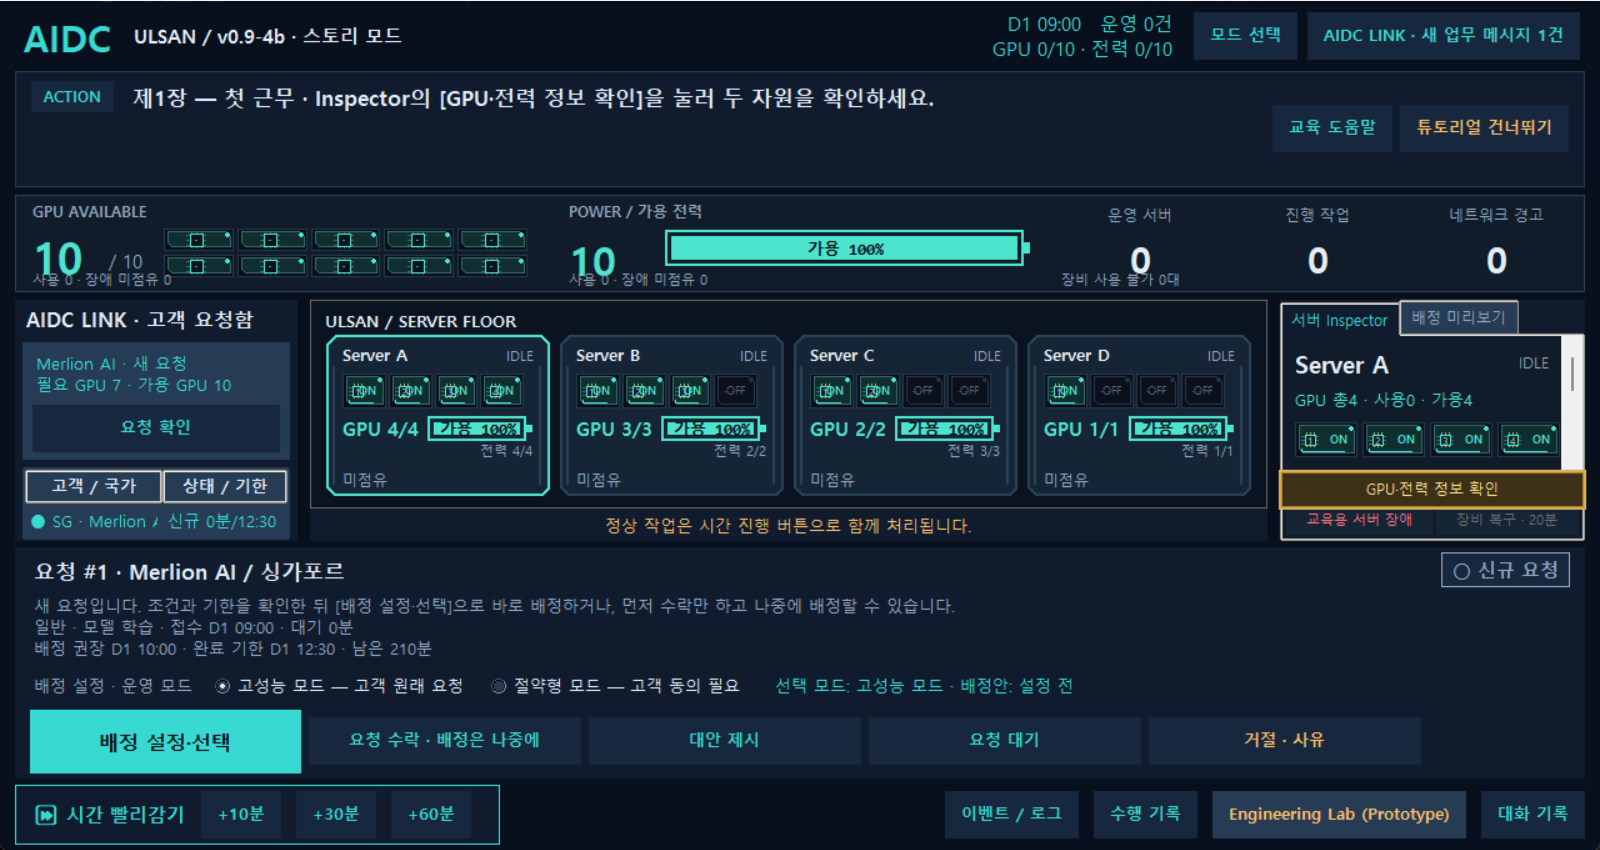 AIDC ULSAN / v0.9-4b · 스토리 모드
D1 09:00 운영 0건
GPU 0/10 · 전력 0/10
모드 선택
AIDC LINK · 새 업무 메시지 1건
ACTION
제1장 — 첫 근무 · Inspector의 [GPU·전력 정보 확인]을 눌러 두 자원을 확인하세요.
교육 도움말
튜토리얼 건너뛰기
GPU AVAILABLE
10 / 10
사용 0 · 장애 미점유 0
POWER / 가용 전력
10
가용 100%
사용 0 · 장애 미점유 0
운영 서버
0
장비 사용 불가 0대
진행 작업
0
네트워크 경고
0
AIDC LINK · 고객 요청함
Merlion AI · 새 요청
필요 GPU 7 · 가용 GPU 10
요청 확인
고객 / 국가
상태 / 기한
SG · Merlion 신규 0분/12:30
ULSAN / SERVER FLOOR
Server A IDLE
1 ON 2 ON 3 ON 4 ON
GPU 4/4 가용 100%
전력 4/4
미점유
Server B IDLE
1 ON 2 ON 3 ON OFF
GPU 3/3 가용 100%
전력 2/2
미점유
Server C IDLE
1 ON 2 ON OFF OFF
GPU 2/2 가용 100%
전력 3/3
미점유
Server D IDLE
1 ON OFF OFF OFF
GPU 1/1 가용 100%
전력 1/1
미점유
정상 작업은 시간 진행 버튼으로 함께 처리됩니다.
서버 Inspector
배정 미리보기
Server A IDLE
GPU 총4 · 사용0 · 가용4
1 ON 2 ON 3 ON 4 ON
GPU·전력 정보 확인
교육용 서버 장애
장비 복구 · 20분
요청 #1 · Merlion AI / 싱가포르
○ 신규 요청
새 요청입니다. 조건과 기한을 확인한 뒤 [배정 설정·선택]으로 바로 배정하거나, 먼저 수락만 하고 나중에 배정할 수 있습니다.
일반 · 모델 학습 · 접수 D1 09:00 · 대기 0분
배정 권장 D1 10:00 · 완료 기한 D1 12:30 · 남은 210분
배정 설정 · 운영 모드
고성능 모드 — 고객 원래 요청
절약형 모드 — 고객 동의 필요
선택 모드: 고성능 모드 · 배정안: 설정 전
배정 설정·선택
요청 수락 · 배정은 나중에
대안 제시
요청 대기
거절 · 사유
시간 빨리감기
+10분
+30분
+60분
이벤트 / 로그
수행 기록
Engineering Lab (Prototype)
대화 기록